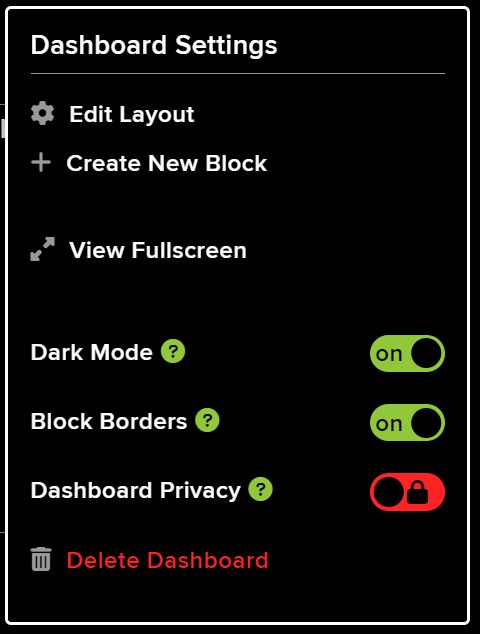 Dashboard Settings
Edit Layout
Create New Block
View Fullscreen
Dark Mode ? on
Block Borders ? on
Dashboard Privacy ?
Delete Dashboard